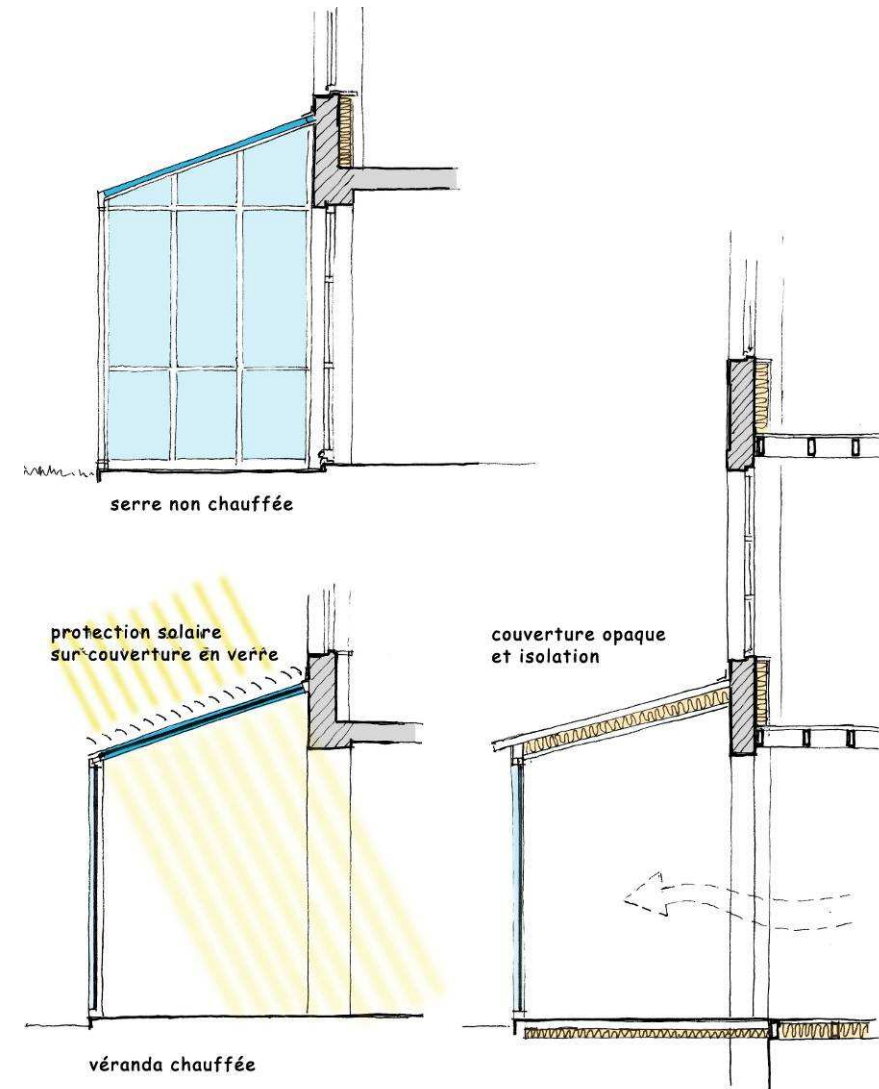 serre non chauffée
protection solaire
sur couverture en verre
couverture opaque
et isolation
véranda chauffée